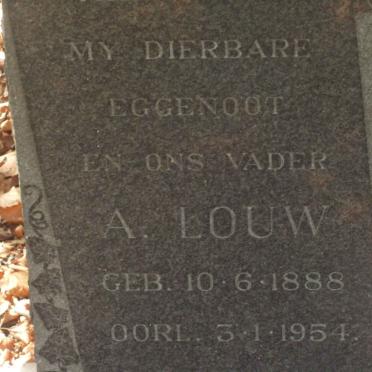 MY DIERBARE
EGGENOOT
EN ONS VADER
A. LOUW
GEB. 10·6·1888
OORL. 3·1·1954.